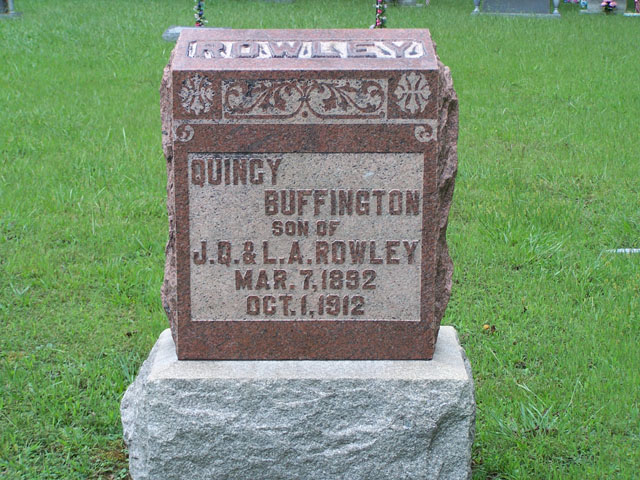 ROWLEY
QUINCY
BUFFINGTON
SON OF
J.Q.&L.A.ROWLEY
MAR.7,1892
OCT.1,1912